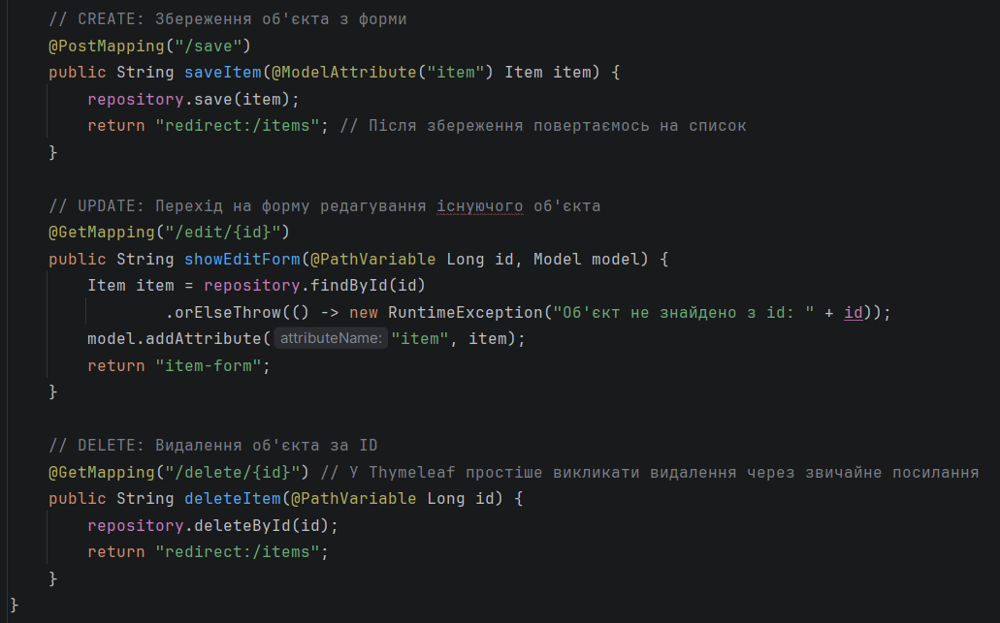 // CREATE: Збереження об'єкта з форми
@PostMapping("/save")
public String saveItem(@ModelAttribute("item") Item item) {
repository.save(item);
return "redirect:/items"; // Після збереження повертаємось на список
}
// UPDATE: Перехід на форму редагування існуючого об'єкта
@GetMapping("/edit/{id}")
public String showEditForm(@PathVariable Long id, Model model) {
Item item = repository.findById(id)
.orElseThrow(() -> new RuntimeException("Об'єкт не знайдено з id: " + id));
model.addAttribute( attributeName: "item", item);
return "item-form";
}
// DELETE: Видалення об'єкта за ID
@GetMapping("/delete/{id}") // У Thymeleaf простіше викликати видалення через звичайне посилання
public String deleteItem(@PathVariable Long id) {
repository.deleteById(id);
return "redirect:/items";
}
}